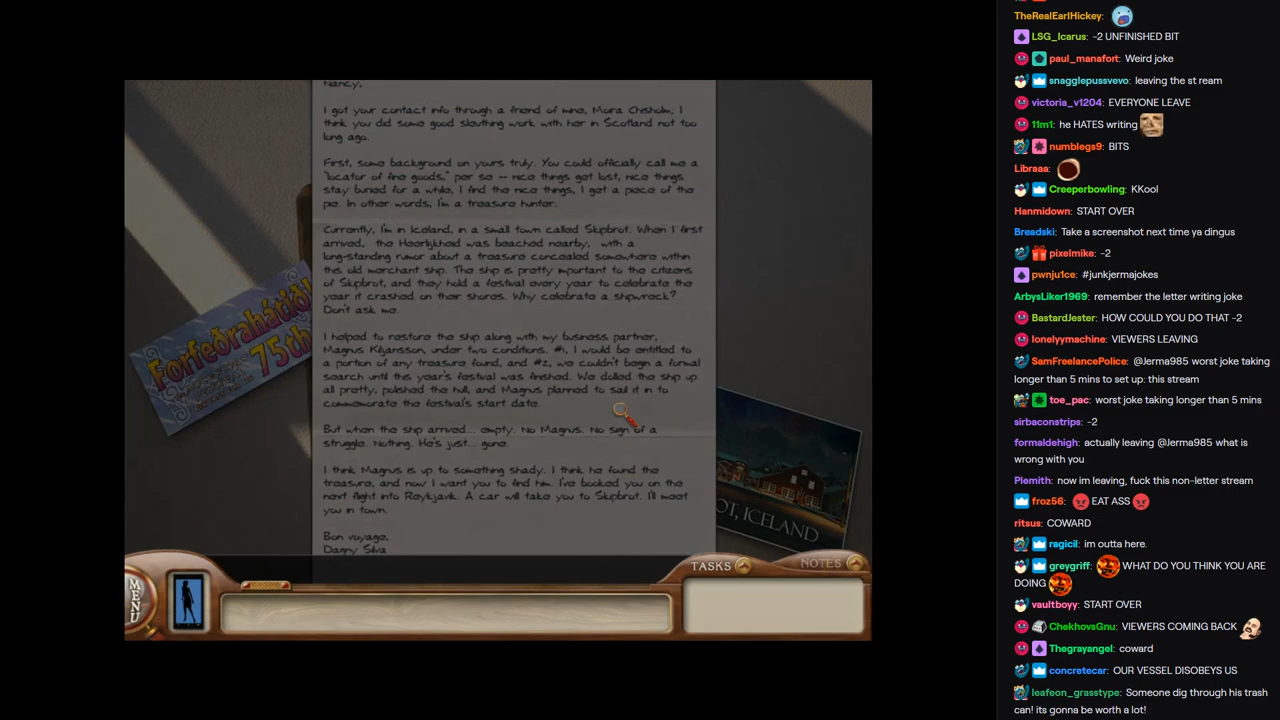 Nancy,
I got your contact info through a friend of mine, Moira Chisholm; I
think you did some good sleuthing work with her in Scotland not too
long ago.
First, some background on yours truly. You could officially call me a
"locator of fine goods," per se -- nice things get lost, nice things
stay buried for a while, I find the nice things, I get a piece of the
pie. In other words, I'm a treasure hunter.
Currently, I'm in Iceland, in a small town called Skipbrot. When I first
arrived, the Heerlijkheid was beached nearby, with a
long-standing rumor about a treasure concealed somewhere within
this old merchant ship. The ship is pretty important to the citizens
of Skipbrot, and they hold a festival every year to celebrate the
year it crashed on their shores. Why celebrate a shipwreck?
Don't ask me.
I helped to restore the ship along with my business partner,
Magnus Kiljansson, under two conditions. #1, I would be entitled to
a portion of any treasure found, and #2, we couldn't begin a formal
search until this year's festival was finished. We dolled the ship up
all pretty, polished the hull, and Magnus planned to sail it in to
commemorate the festival's start date.
But when the ship arrived... empty. No Magnus. No sign of a
struggle. Nothing. He's just... gone.
I think Magnus is up to something shady. I think he found the
treasure, and now I want you to find him. I've booked you on the
next flight into Reykjavik. A car will take you to Skipbrot. I'll meet
you in town.
Bon voyage,
Dagny Silva
75th
OT, ICELAND
MENU
TASKS
NOTES
TheRealEarlHickey:
LSG_Icarus: -2 UNFINISHED BIT
paul_manafort: Weird joke
snagglepussvevo: leaving the st ream
victoria_v1204: EVERYONE LEAVE
11m1: he HATES writing
numblegs9: BITS
Libraaa:
Creeperbowling: KKool
Hanmidown: START OVER
Breadski: Take a screenshot next time ya dingus
pixelmike: -2
pwnju1ce: #junkjermajokes
ArbysLiker1969: remember the letter writing joke
BastardJester: HOW COULD YOU DO THAT -2
lonelyymachine: VIEWERS LEAVING
SamFreelancePolice: @Jerma985 worst joke taking
longer than 5 mins to set up: this stream
toe_pac: worst joke taking longer than 5 mins
sirbaconstrips: -2
formaldehigh: actually leaving @Jerma985 what is
wrong with you
Plemith: now im leaving, fuck this non-letter stream
froz56: EAT ASS
ritsus: COWARD
ragicil: im outta here.
greygriff: WHAT DO YOU THINK YOU ARE
DOING
vaultboyy: START OVER
ChekhovsGnu: VIEWERS COMING BACK
Thegrayangel: coward
concretecar: OUR VESSEL DISOBEYS US
leafeon_grasstype: Someone dig through his trash
can! its gonna be worth a lot!